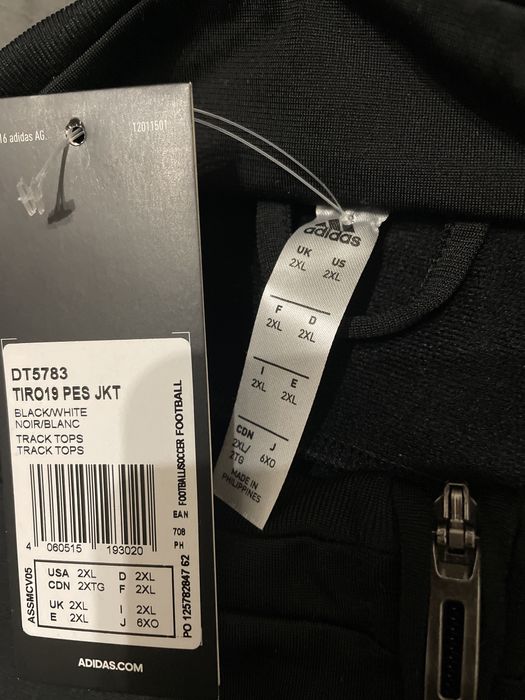 16 adidas AG.
12011501
DT5783
TIRO19 PES JKT
BLACK/WHITE
NOIR/BLANC
TRACK TOPS
TRACK TOPS
4 060515 193020
ASSMCV05
USA 2XL D 2XL
CDN 2XTG F 2XL
UK 2XL I 2XL
E 2XL J 6XO
FOOTBALL/SOCCER FOOTBALL
EAN
708
PH
PO 125782847 62
ADIDAS.COM
adidas
UK US
2XL 2XL
F D
2XL 2XL
I E
2XL 2XL
CDN J
2XL/ 6XO
2TG
MADE IN
PHILIPPINES